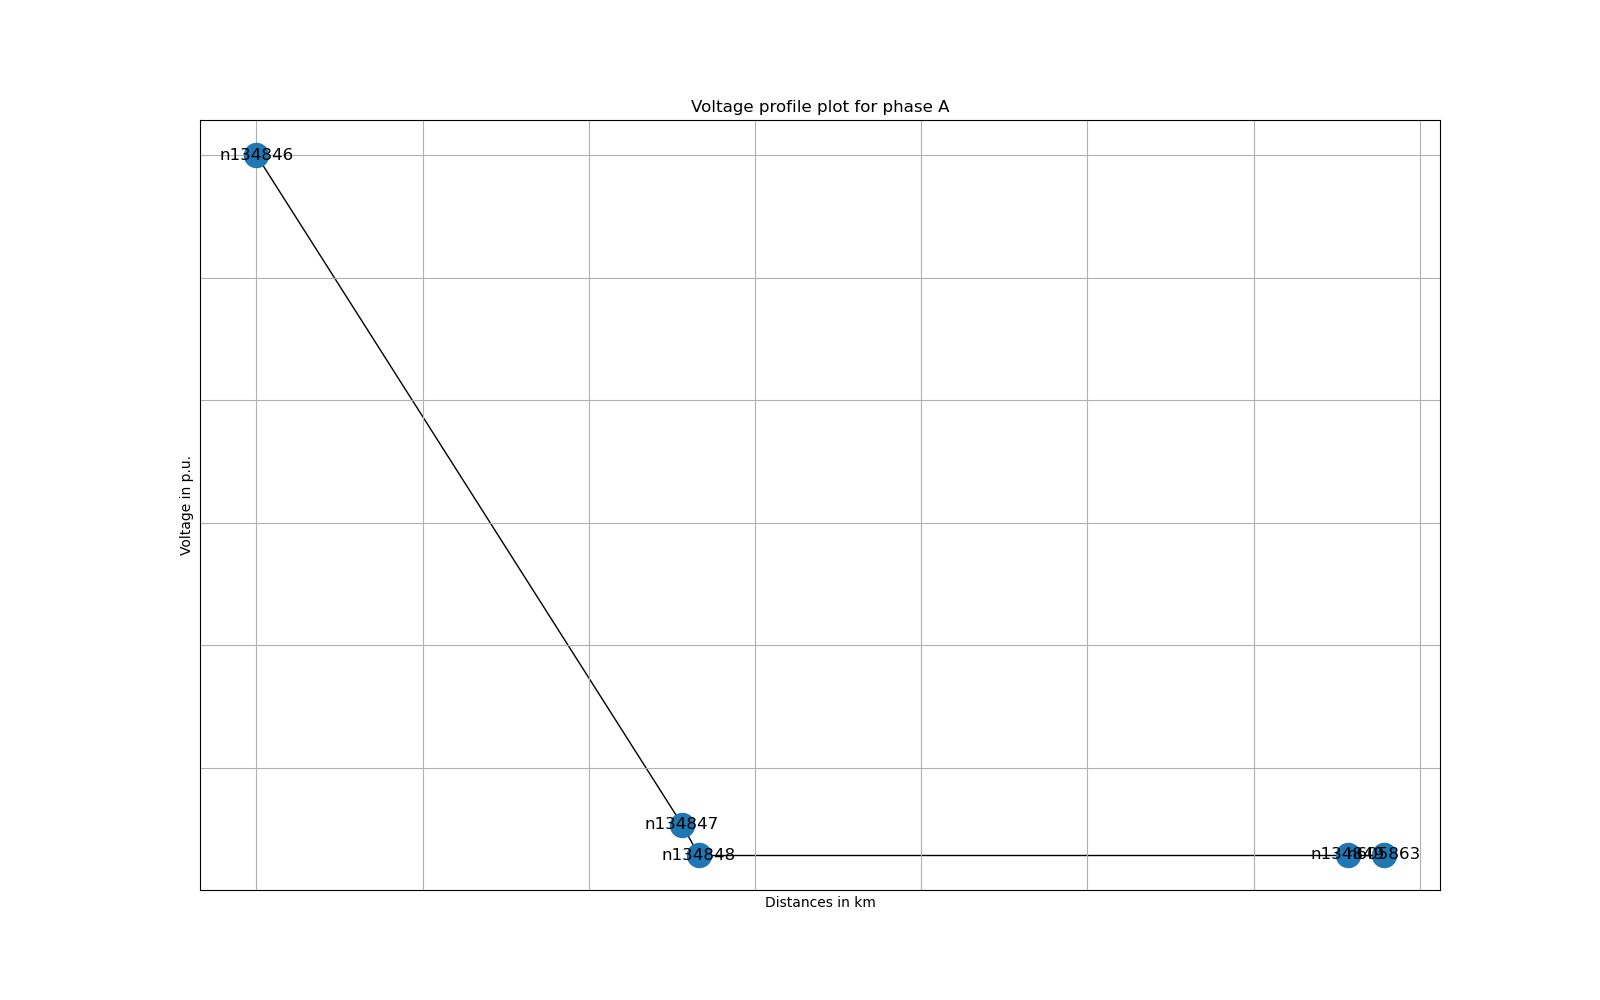 Voltage profile plot for phase A
n134846
Voltage in p.u.
n134847
n134848
Distances in km